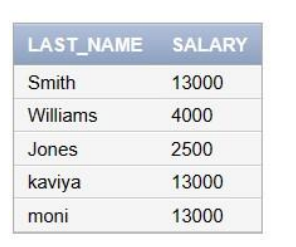 LAST_NAME SALARY
Smith 13000
Williams 4000
Jones 2500
kaviya 13000
moni 13000